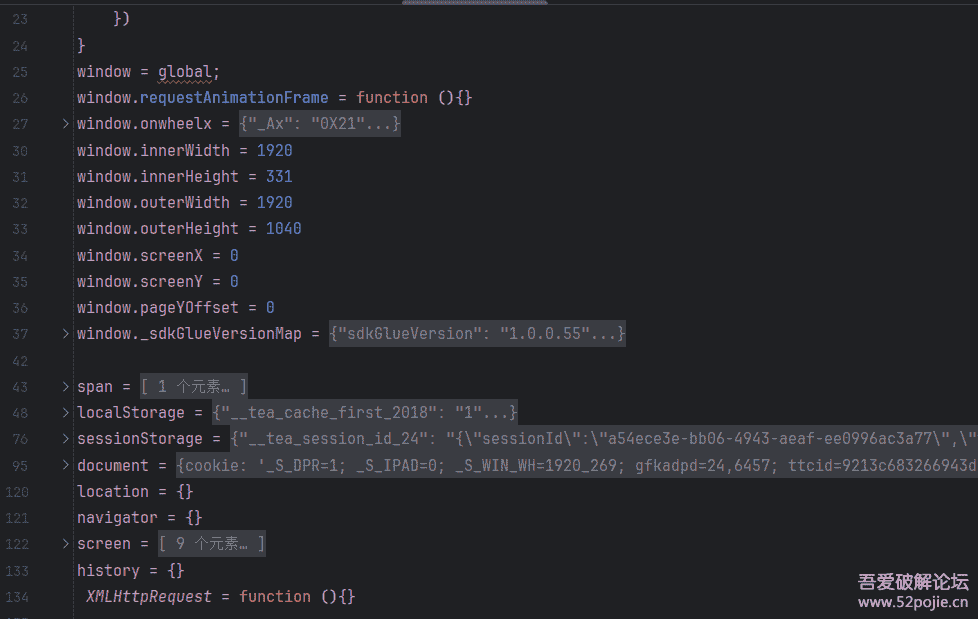 23 })
24 }
25 window = global;
26 window.requestAnimationFrame = function (){}
27 window.onwheelx = {"_Ax": "0X21"...}
30 window.innerWidth = 1920
31 window.innerHeight = 331
32 window.outerWidth = 1920
33 window.outerHeight = 1040
34 window.screenX = 0
35 window.screenY = 0
36 window.pageYOffset = 0
37 window._sdkGlueVersionMap = {"sdkGlueVersion": "1.0.0.55"...}
42
43 span = [ 1 个元素… ]
48 localStorage = {"__tea_cache_first_2018": "1"...}
76 sessionStorage = {"__tea_session_id_24": "{\"sessionId\":\"a54ece3e-bb06-4943-aeaf-ee0996ac3a77\",\"
95 document = {cookie: '_S_DPR=1; _S_IPAD=0; _S_WIN_WH=1920_269; gfkadpd=24,6457; ttcid=9213c683266943d
120 location = {}
121 navigator = {}
122 screen = [ 9 个元素… ]
133 history = {}
134 XMLHttpRequest = function (){}
吾爱破解论坛
www.52pojie.cn